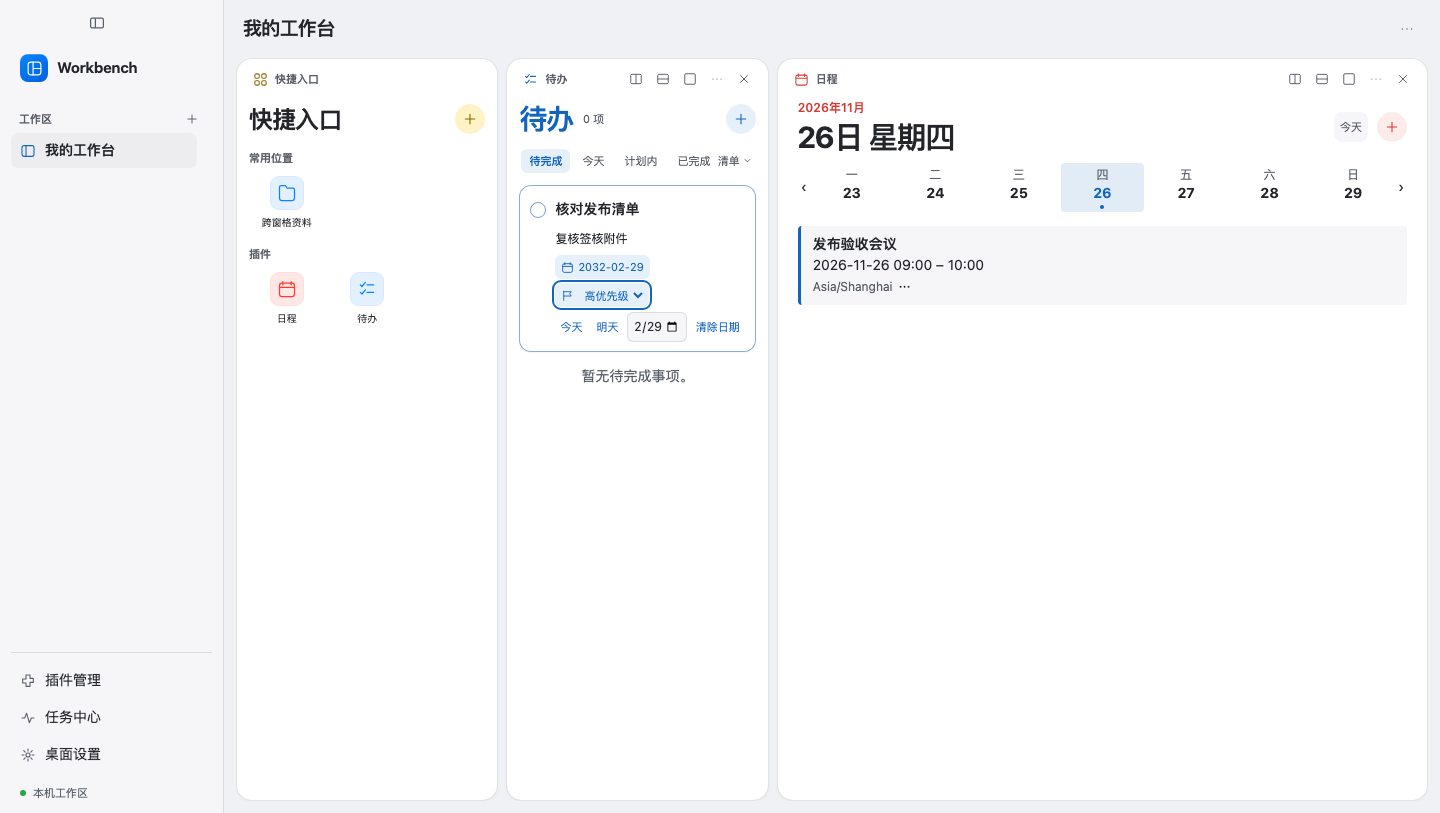 Workbench
工作区
我的工作台
插件管理
任务中心
桌面设置
本机工作区
我的工作台
快捷入口
快捷入口
常用位置
跨窗格资料
插件
日程
待办
待办
待办 0 项
待完成 今天 计划内 已完成 清单
核对发布清单
复核签核附件
2032-02-29
高优先级
今天 明天 2/29 清除日期
暂无待完成事项。
日程
2026年11月
26日 星期四
今天
一 二 三 四 五 六 日
23 24 25 26 27 28 29
发布验收会议
2026-11-26 09:00 – 10:00
Asia/Shanghai ···